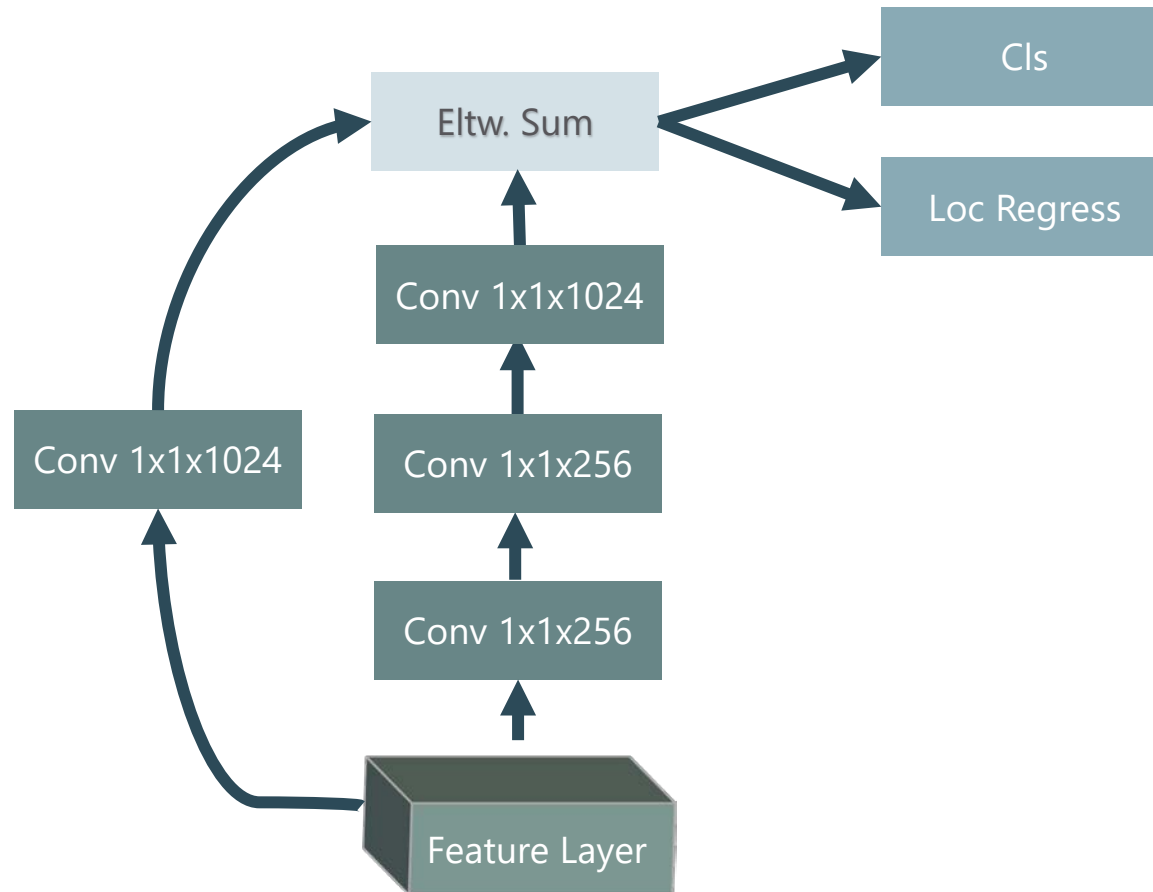 Cls
Eltw. Sum
Loc Regress
Conv 1x1x1024
Conv 1x1x1024
Conv 1x1x256
Conv 1x1x256
Feature Layer